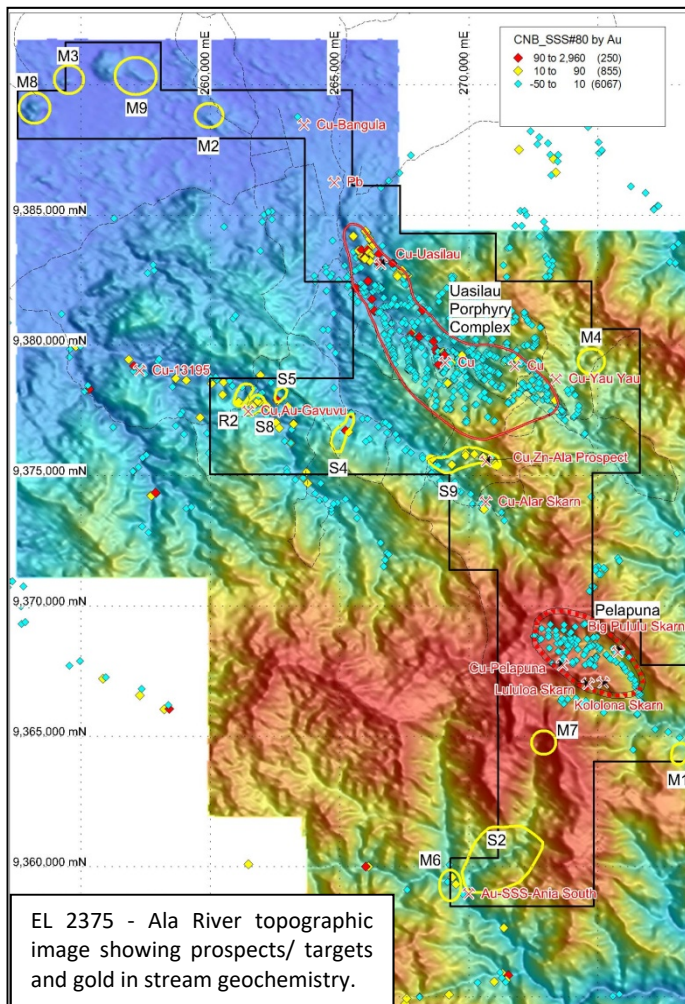 M3
M8
M9
M2
260,000 mE
265,000 mE
270,000 mE
CNB_SSS#80 by Au
90 to 2,960 (250)
10 to 90 (855)
-50 to 10 (6067)
Cu-Bangula
Pb
9,385,000 mN
Cu-Uasilau
Uasilau
Porphyry
Complex
M4
9,380,000 mN
Cu-13195
Cu
Cu
Cu-Yau Yau
S5
R2
Cu,Au-Gavuvu
S8
S4
Cu,Zn-Ala Prospect
9,375,000 mN
S9
Cu-Alar Skarn
9,370,000 mN
Pelapuna
Big Pululu Skarn
Cu-Pelapuna
Lululoa Skarn
Kololona Skarn
9,365,000 mN
M7
M1
S2
9,360,000 mN
M6
Au-SSS-Ania South
EL 2375 - Ala River topographic
image showing prospects/ targets
and gold in stream geochemistry.